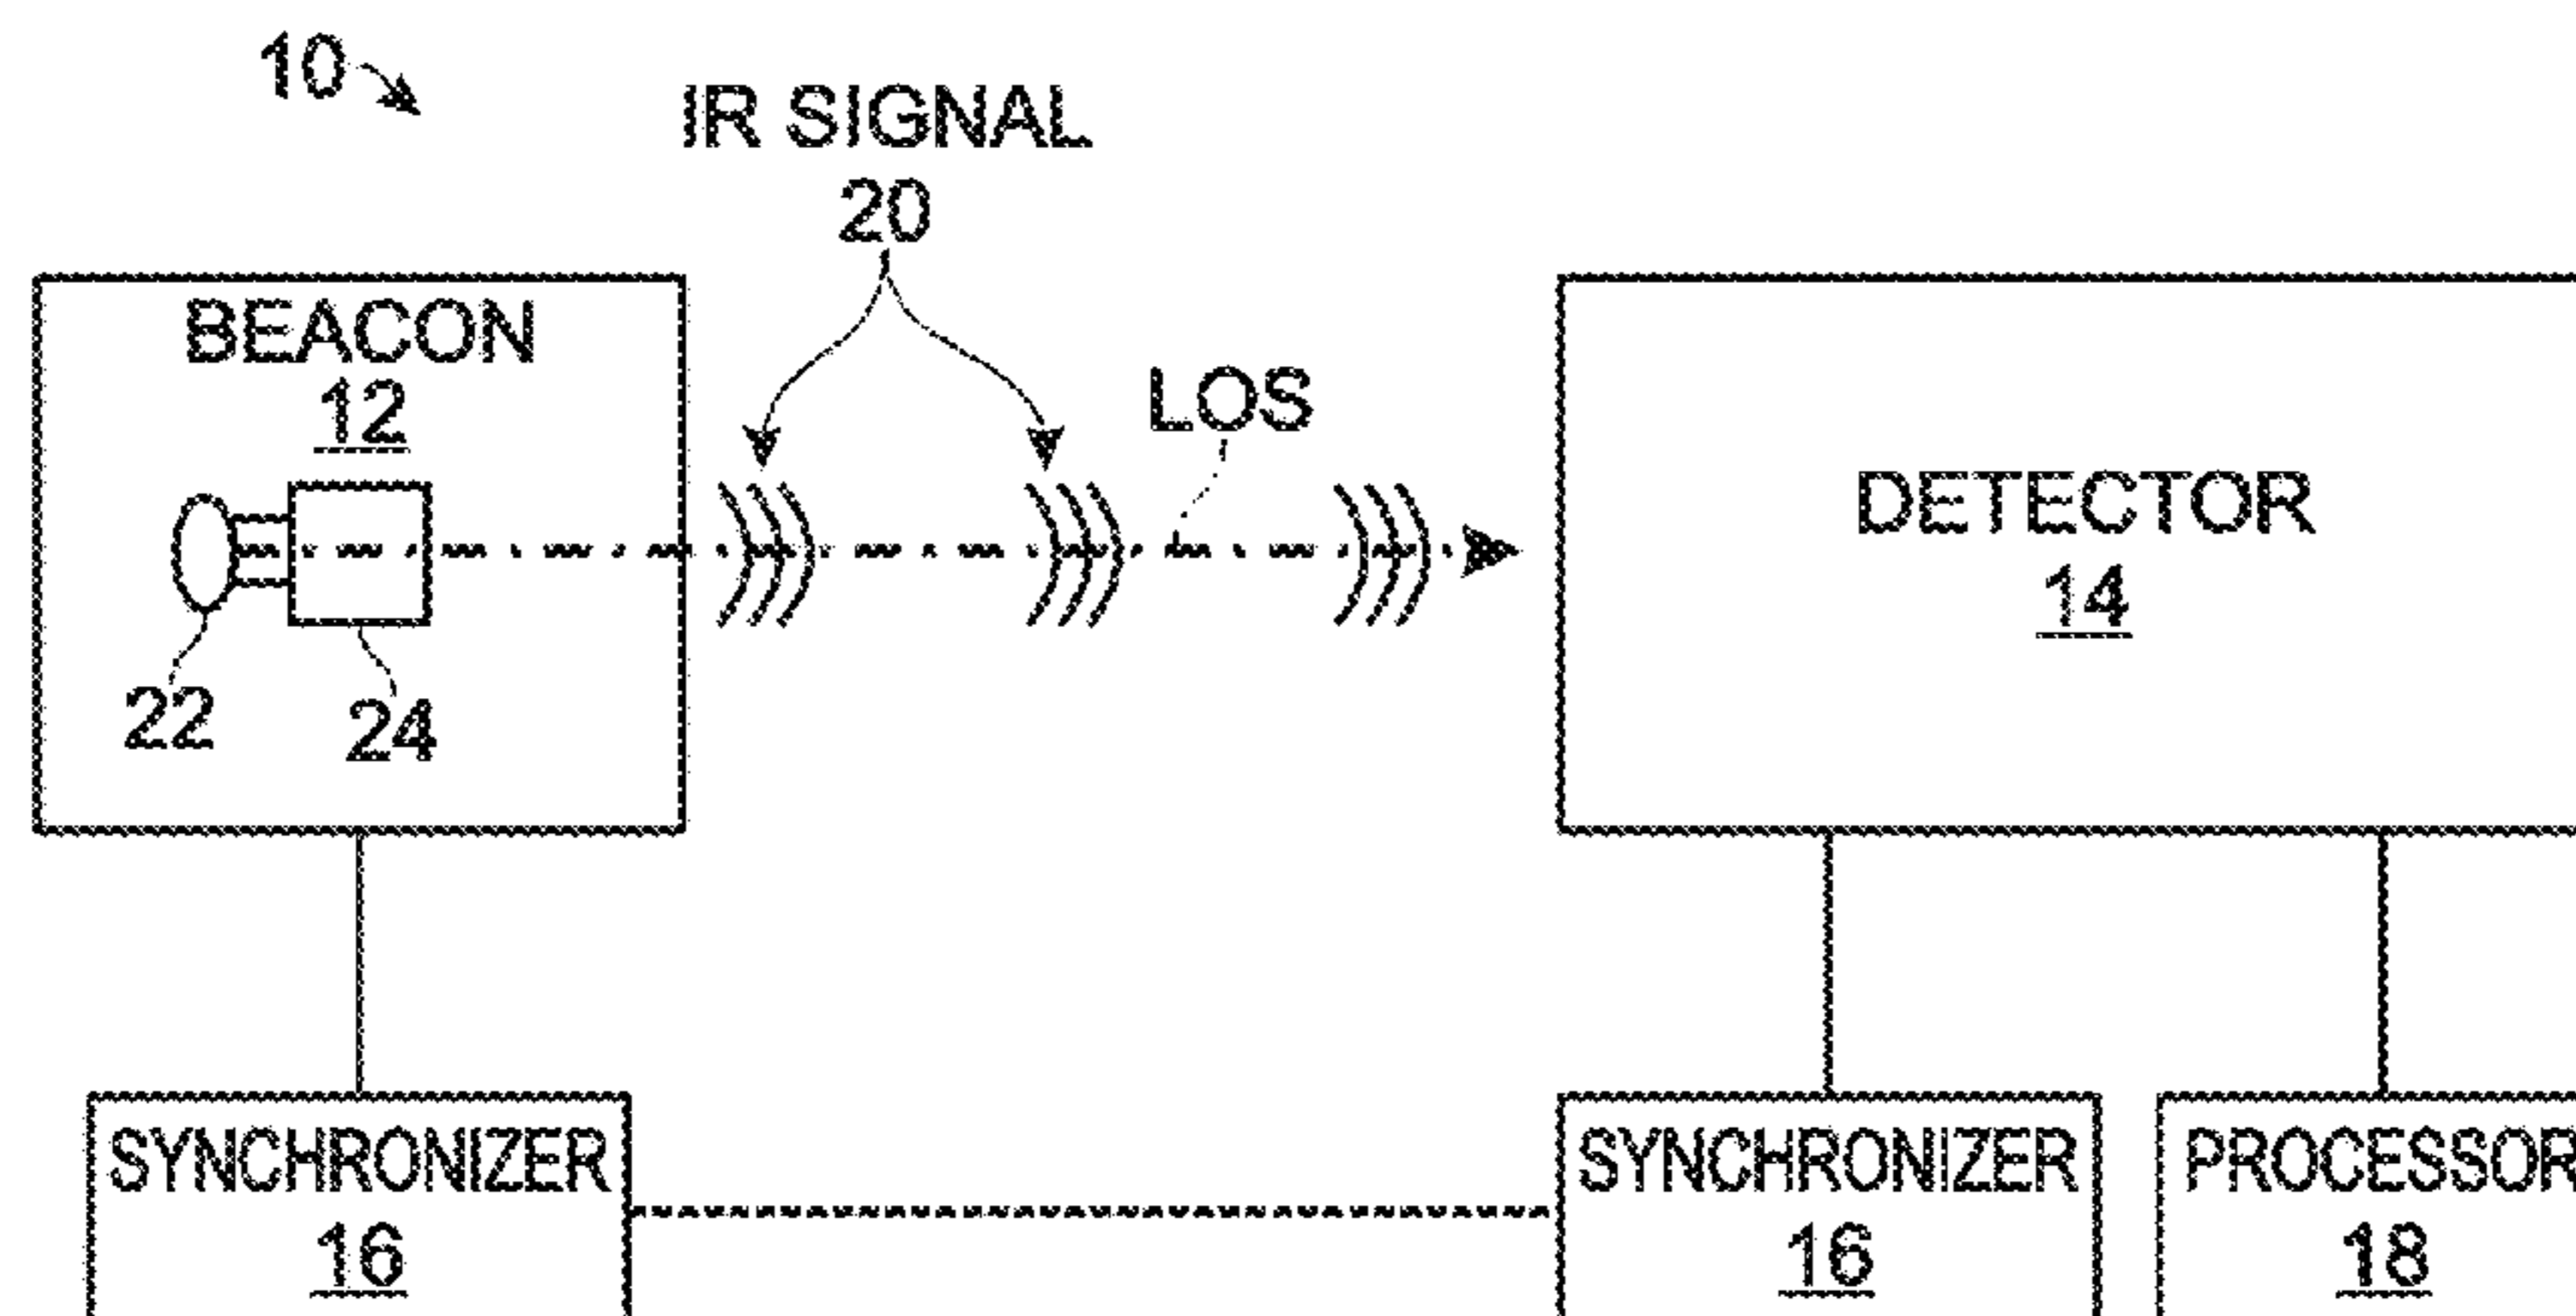 10
IR SIGNAL
20
BEACON
12
LOS
DETECTOR
14
22
24
SYNCHRONIZER
16
SYNCHRONIZER
16
PROCESSOR
18